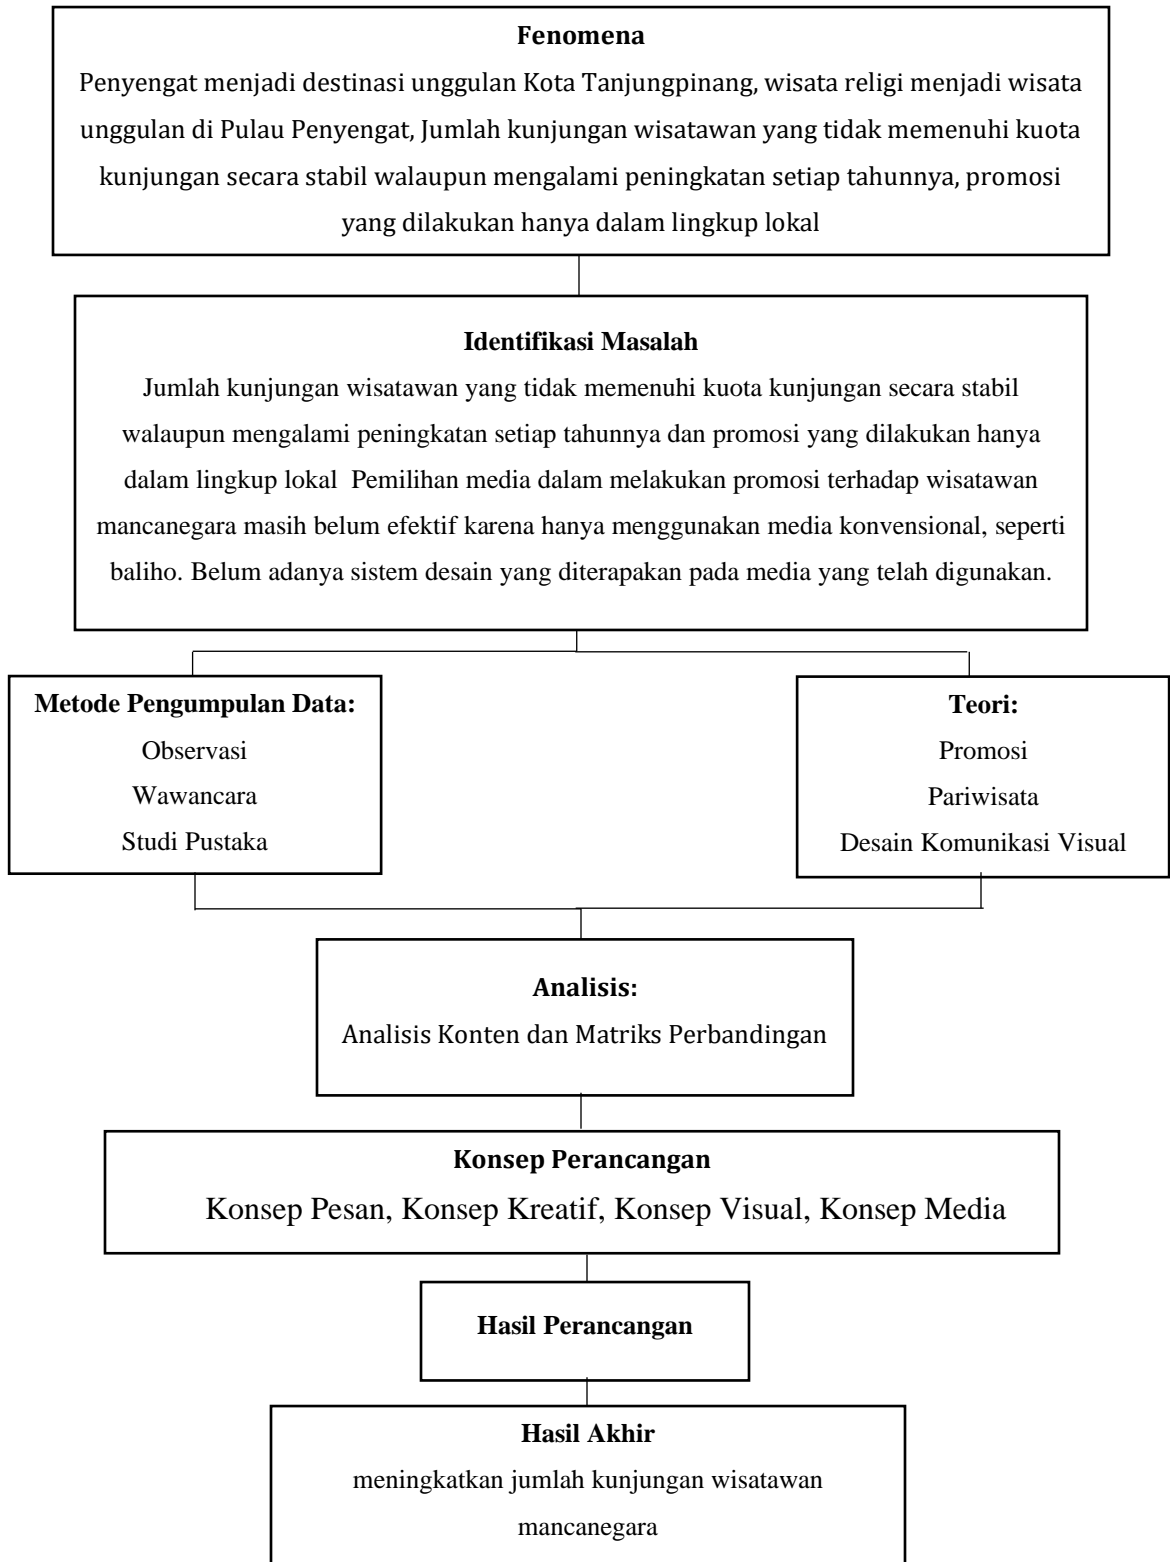 Fenomena
Penyengat menjadi destinasi unggulan Kota Tanjungpinang, wisata religi menjadi wisata
unggulan di Pulau Penyengat, Jumlah kunjungan wisatawan yang tidak memenuhi kuota
kunjungan secara stabil walaupun mengalami peningkatan setiap tahunnya, promosi
yang dilakukan hanya dalam lingkup lokal
Identifikasi Masalah
Jumlah kunjungan wisatawan yang tidak memenuhi kuota kunjungan secara stabil
walaupun mengalami peningkatan setiap tahunnya dan promosi yang dilakukan hanya
dalam lingkup lokal  Pemilihan media dalam melakukan promosi terhadap wisatawan
mancanegara masih belum efektif karena hanya menggunakan media konvensional, seperti
baliho. Belum adanya sistem desain yang diterapakan pada media yang telah digunakan.
Metode Pengumpulan Data:
Observasi
Wawancara
Studi Pustaka
Teori:
Promosi
Pariwisata
Desain Komunikasi Visual
Analisis:
Analisis Konten dan Matriks Perbandingan
Konsep Perancangan
Konsep Pesan, Konsep Kreatif, Konsep Visual, Konsep Media
Hasil Perancangan
Hasil Akhir
meningkatkan jumlah kunjungan wisatawan
mancanegara